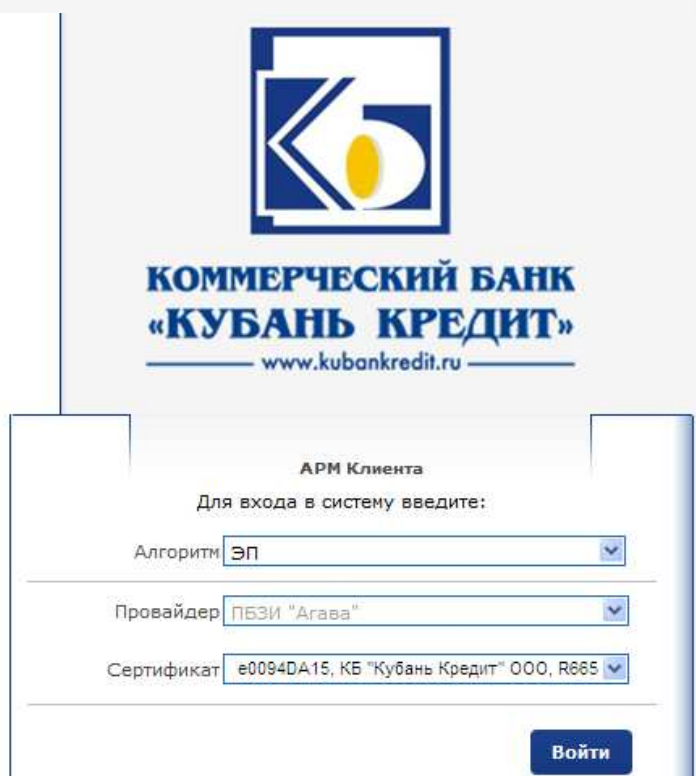 КОММЕРЧЕСКИЙ БАНК
«КУБАНЬ КРЕДИТ»
www.kubankredit.ru
АРМ Клиента
Для входа в систему введите:
Алгоритм ЭП
Провайдер ПБЗИ "Агава"
Сертификат e0094DA15, КБ "Кубань Кредит" ООО, R665
Войти